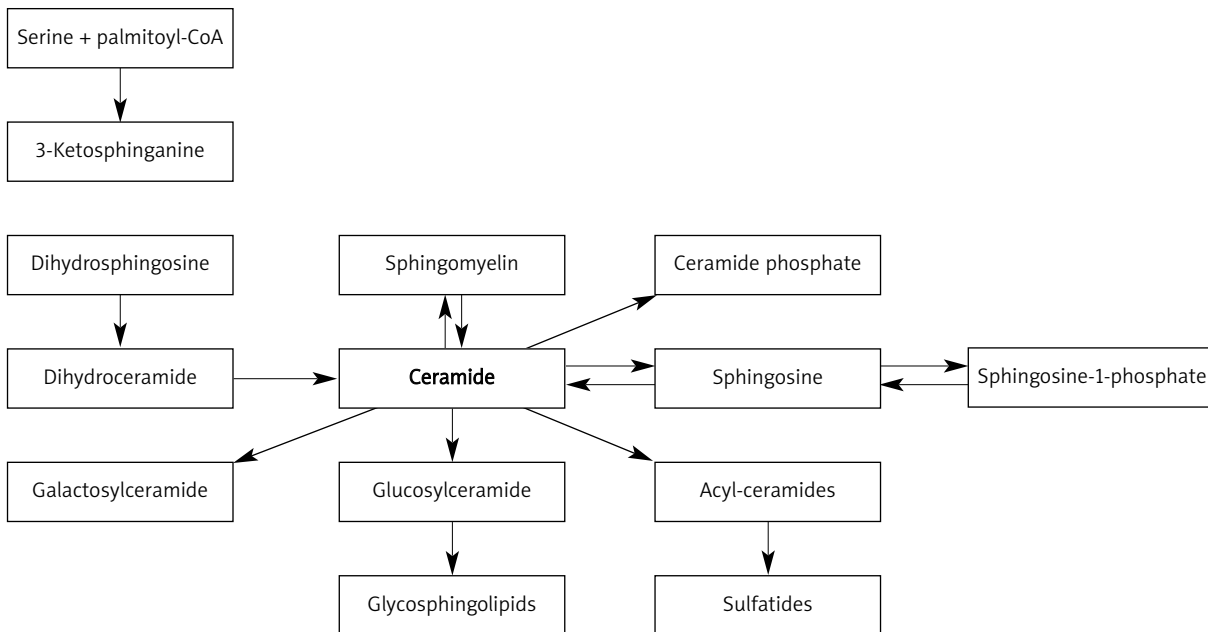 Serine + palmitoyl-CoA
3-Ketosphinganine
Dihydrosphingosine
Sphingomyelin
Ceramide phosphate
Dihydroceramide
Ceramide
Sphingosine
Sphingosine-1-phosphate
Galactosylceramide
Glucosylceramide
Acyl-ceramides
Glycosphingolipids
Sulfatides